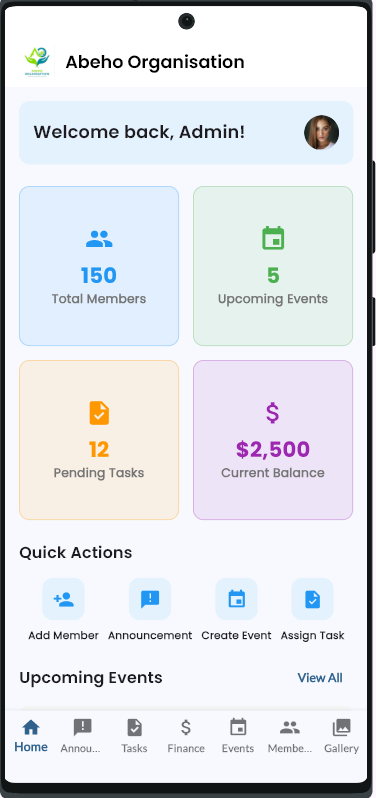 Abeho Organisation
Welcome back, Admin!
150
Total Members
5
Upcoming Events
12
Pending Tasks
$2,500
Current Balance
Quick Actions
Add Member
Announcement
Create Event
Assign Task
Upcoming Events
View All
Home
Annou...
Tasks
Finance
Events
Membe...
Gallery